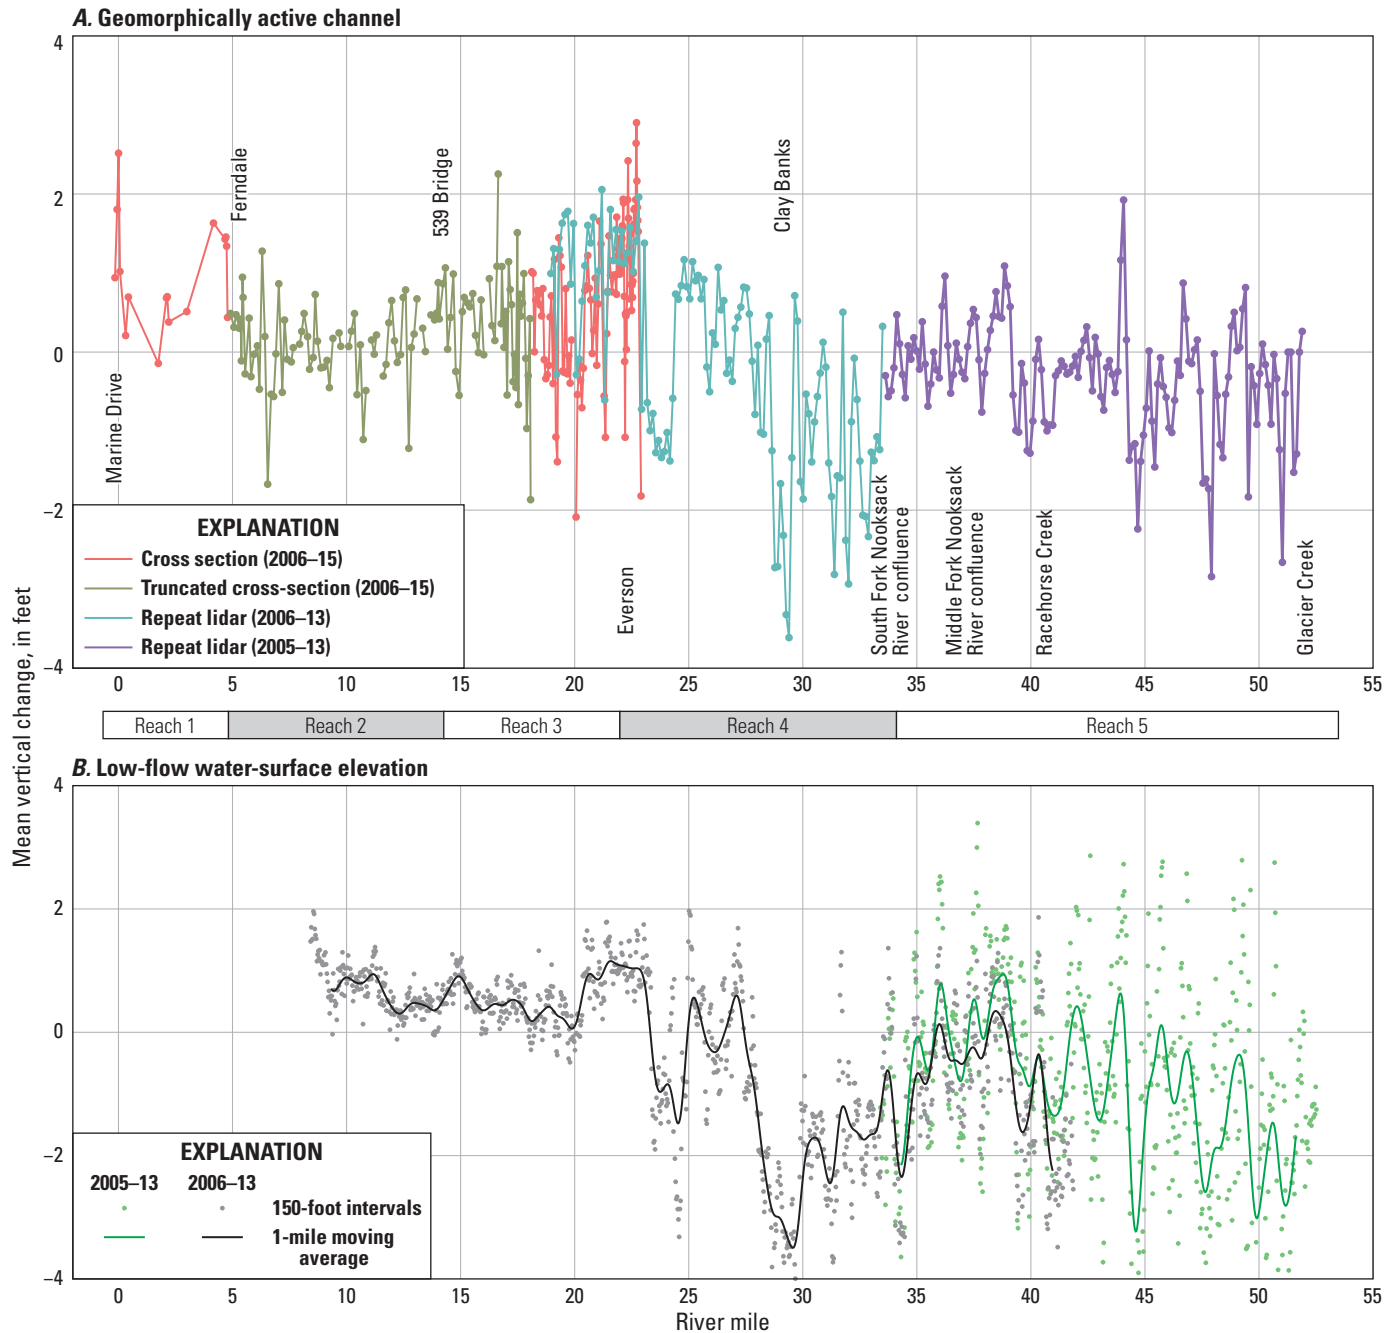 A. Geomorphically active channel
4
2
0
–2
–4
Marine Drive
Ferndale
539 Bridge
Everson
Clay Banks
South Fork Nooksack
River confluence
Middle Fork Nooksack
River confluence
Racehorse Creek
Glacier Creek
EXPLANATION
Cross section (2006–15)
Truncated cross-section (2006–15)
Repeat lidar (2006–13)
Repeat lidar (2005–13)
0 5 10 15 20 25 30 35 40 45 50 55
Reach 1 Reach 2 Reach 3 Reach 4 Reach 5
Mean vertical change, in feet
B. Low-flow water-surface elevation
4
2
0
–2
–4
EXPLANATION
2005–13 2006–13
150-foot intervals
1-mile moving
average
0 5 10 15 20 25 30 35 40 45 50 55
River mile